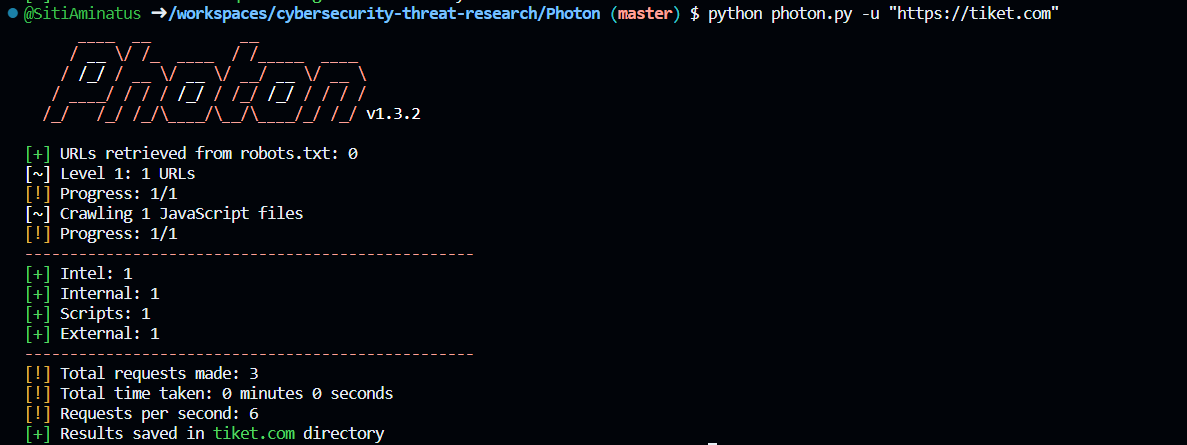 @SitiAminatus ➜/workspaces/cybersecurity-threat-research/Photon (master) $ python photon.py -u "https://tiket.com"
Photon
v1.3.2
[+] URLs retrieved from robots.txt: 0
[~] Level 1: 1 URLs
[!] Progress: 1/1
[~] Crawling 1 JavaScript files
[!] Progress: 1/1
--------------------------------------------------
[+] Intel: 1
[+] Internal: 1
[+] Scripts: 1
[+] External: 1
--------------------------------------------------
[!] Total requests made: 3
[!] Total time taken: 0 minutes 0 seconds
[!] Requests per second: 6
[+] Results saved in tiket.com directory